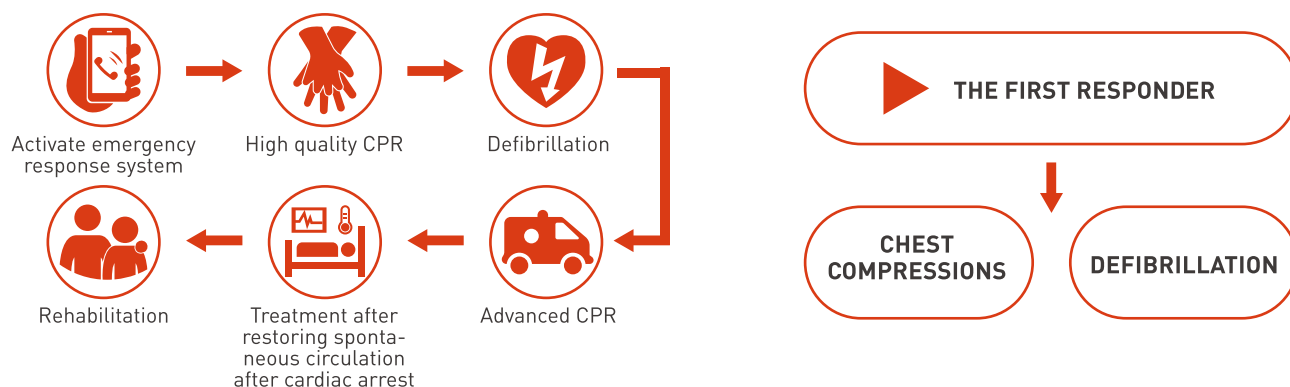 Activate emergency
response system
High quality CPR
Defibrillation
Advanced CPR
Treatment after
restoring sponta-
neous circulation
after cardiac arrest
Rehabilitation
THE FIRST RESPONDER
CHEST
COMPRESSIONS
DEFIBRILLATION